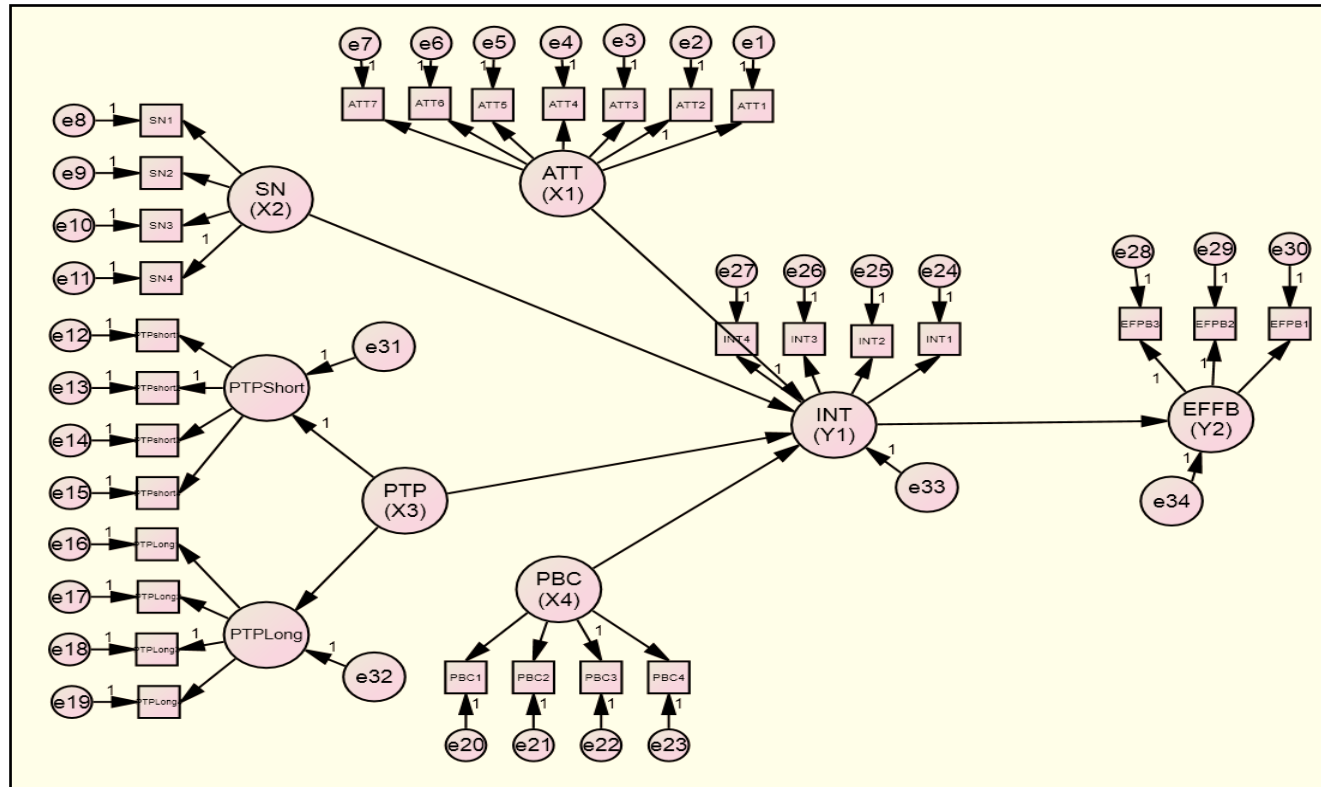 e7
e6
e5
e4
e3
e2
e1
1
1
1
1
1
1
1
ATT7
ATT6
ATT5
ATT4
ATT3
ATT2
ATT1
1
ATT
(X1)
e8
1
SN1
e9
1
SN2
e10
1
SN3
e11
1
SN4
1
SN
(X2)
e12
1
PTPshort
e13
1
PTPshort
e14
1
PTPshort
e15
1
PTPshort
1
PTPShort
1
e31
1
PTP
(X3)
e16
1
PTPLong
e17
1
PTPLong
e18
1
PTPLong
e19
1
PTPLong
1
PTPLong
1
e32
PBC
(X4)
1
PBC1
PBC2
PBC3
PBC4
1
1
1
1
e20
e21
e22
e23
e27
e26
e25
e24
1
1
1
1
INT4
INT3
INT2
INT1
1
INT
(Y1)
1
e33
e28
e29
e30
1
1
1
EFPB3
EFPB2
EFPB1
1
1
EFFB
(Y2)
1
e34